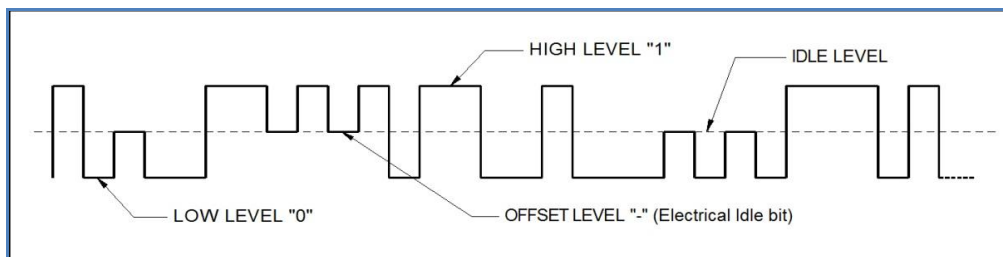 HIGH LEVEL "1"
IDLE LEVEL
LOW LEVEL "0"
OFFSET LEVEL "-" (Electrical Idle bit)